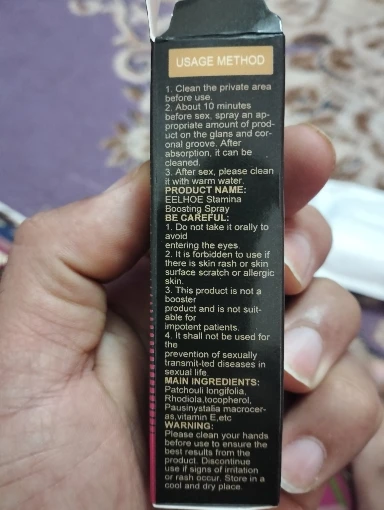 USAGE METHOD
1. Clean the private area
before use.
2. About 10 minutes
before sex, spray an ap-
propriate amount of prod-
uct on the glans and cor-
onal groove. After
absorption, it can be
cleaned.
3. After sex, please clean
it with warm water.
PRODUCT NAME:
EELHOE Stamina
Boosting Spray
BE CAREFUL:
1. Do not take it orally to
avoid
entering the eyes.
2. It is forbidden to use if
there is skin rash or skin
surface scratch or allergic
skin.
3. This product is not a
booster
product and is not suit-
able for
impotent patients.
4. It shall not be used for
the
prevention of sexually
transmit-ted diseases in
sexual life
MAIN INGREDIENTS:
Patchouli longifolia,
Rhodiola,tocopherol,
Pausinystalia macrocer-
as,vitamin E,etc
WARNING:
Please clean your hands
before use to ensure the
best results from the
product. Discontinue
use if signs of irritation
or rash occur. Store in a
cool and dry place.